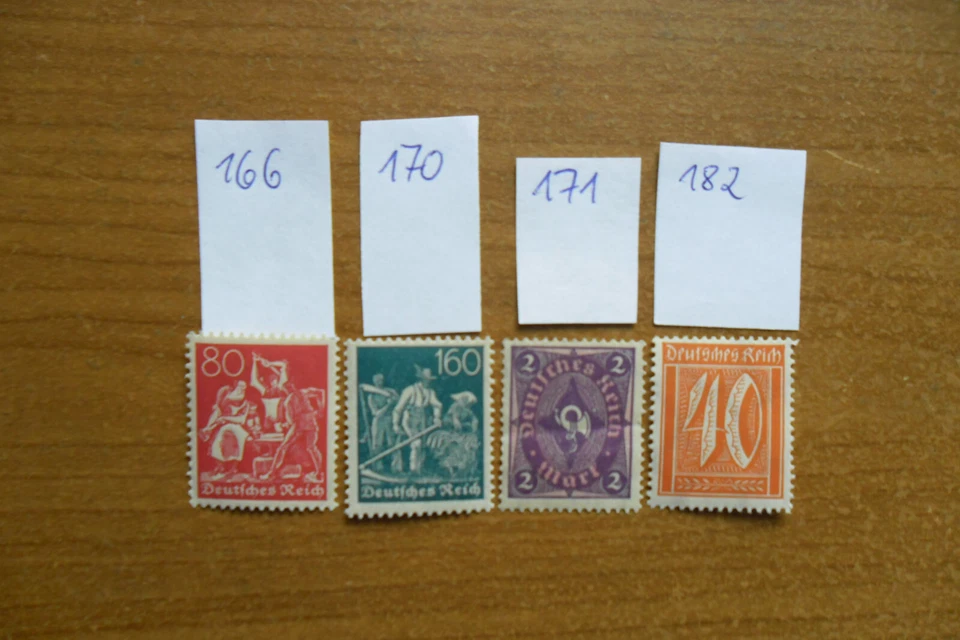 166
170
171
182
80
Deutsches Reich
160
Deutsches Reich
2 2
Deutsches Reich
Mark
2 2
Deutsches Reich
40